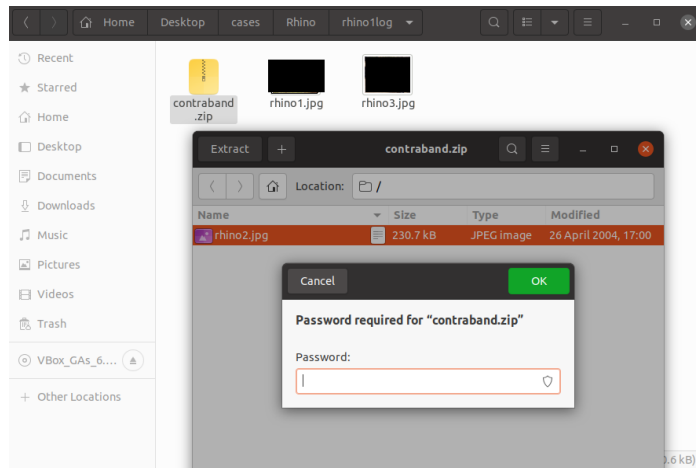 Home Desktop cases Rhino rhino1log
Recent
Starred
Home
Desktop
Documents
Downloads
Music
Pictures
Videos
Trash
VBox_GAs_6....
Other Locations
contraband
.zip
rhino1.jpg
rhino3.jpg
Extract + contraband.zip
Location: /
Name Size Type Modified
rhino2.jpg 230.7 kB JPEG image 26 April 2004, 17:00
Cancel OK
Password required for “contraband.zip”
Password: